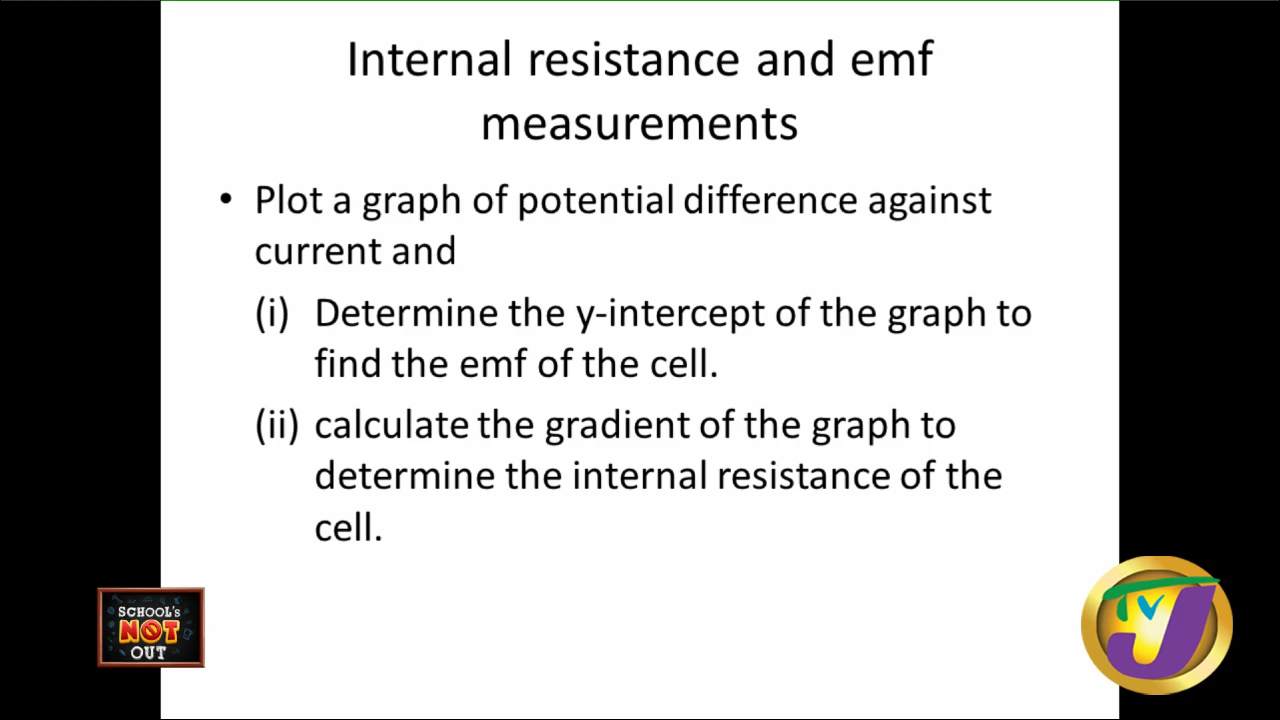 Internal resistance and emf
measurements
• Plot a graph of potential difference against
current and
(i) Determine the y-intercept of the graph to
find the emf of the cell.
(ii) calculate the gradient of the graph to
determine the internal resistance of the
cell.
SCHOOL'S
NOT
OUT
TVJ